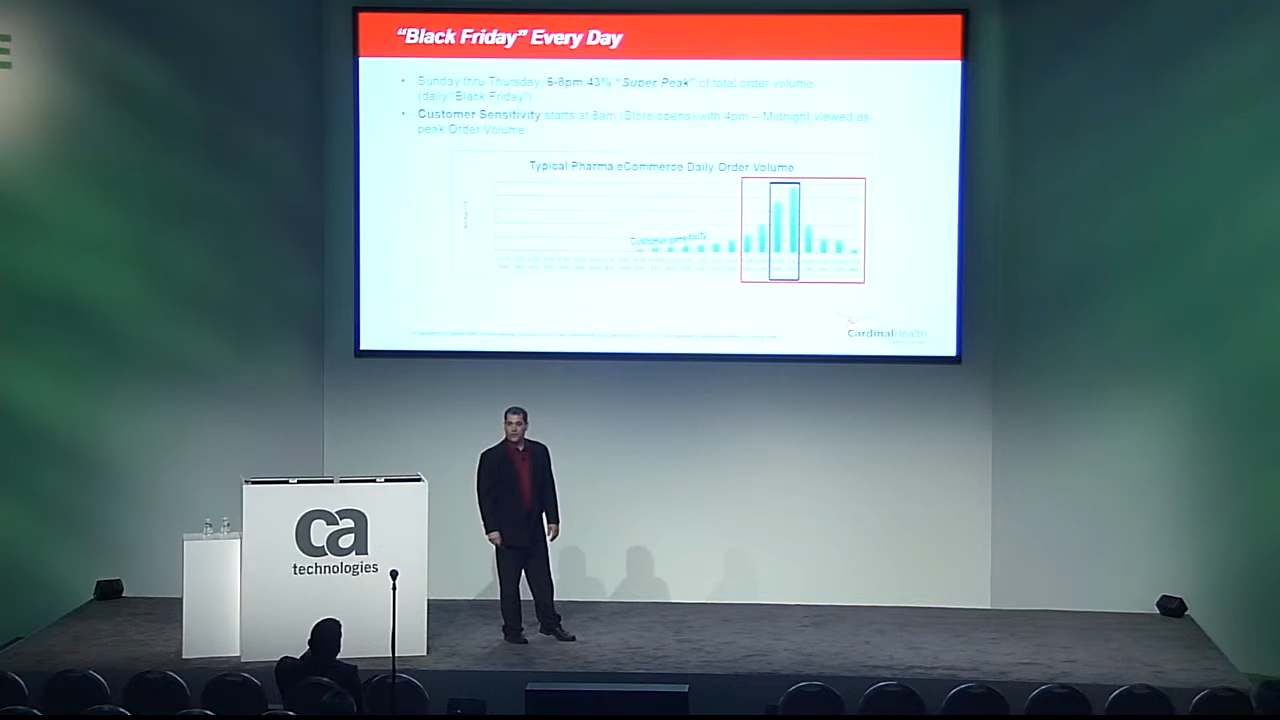 E
"Black Friday" Every Day
• Sunday thru Thursday, 6-8pm 43% "Super Peak" of total order volume
(daily "Black Friday")
• Customer Sensitivity starts at 8am (Store opens) with 4pm – Midnight viewed as
peak Order Volume
Typical Pharma eCommerce Daily Order Volume
Customer sensitivity
CardinalHealth
ca
technologies